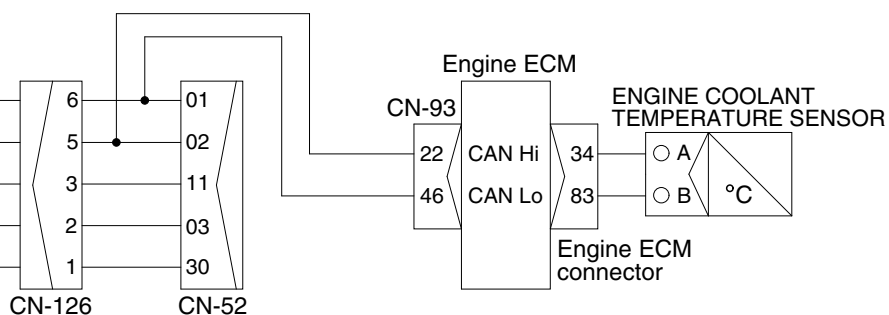 Engine ECM
ENGINE COOLANT
TEMPERATURE SENSOR
CN-93
6 01
5 02
22 CAN Hi 34 A
3 11
46 CAN Lo 83 B °C
2 03
1 30
Engine ECM
connector
CN-126 CN-52